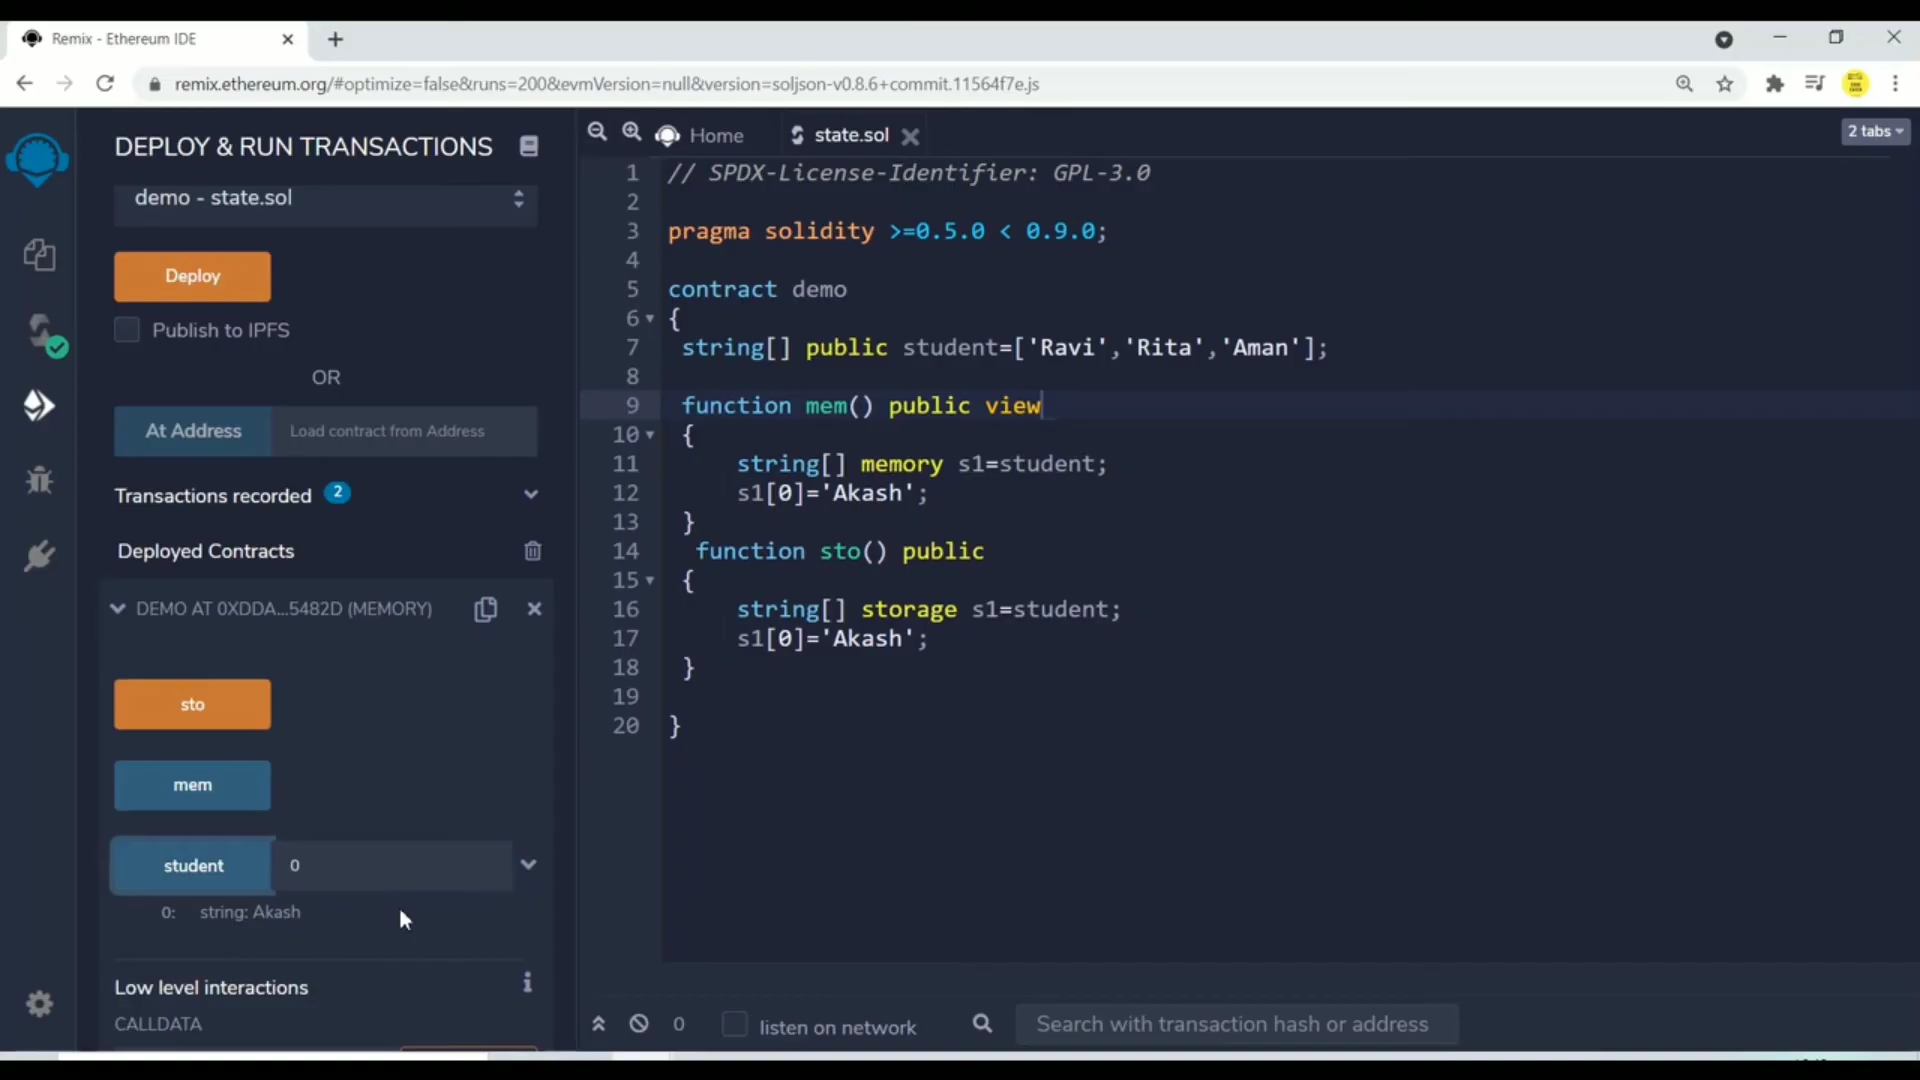 Remix - Ethereum IDE
remix.ethereum.org/#optimize=false&runs=200&evmVersion=null&version=soljson-v0.8.6+commit.11564f7e.js
DEPLOY & RUN TRANSACTIONS
demo - state.sol
Deploy
Publish to IPFS
OR
At Address Load contract from Address
Transactions recorded 2
Deployed Contracts
DEMO AT 0XDDA...5482D (MEMORY)
sto
mem
student 0
0: string: Akash
Low level interactions i
CALLDATA
Home state.sol 2 tabs
1 // SPDX-License-Identifier: GPL-3.0
2
3 pragma solidity >=0.5.0 < 0.9.0;
4
5 contract demo
6 {
7 string[] public student=['Ravi','Rita','Aman'];
8
9 function mem() public view
10 {
11 string[] memory s1=student;
12 s1[0]='Akash';
13 }
14 function sto() public
15 {
16 string[] storage s1=student;
17 s1[0]='Akash';
18 }
19
20 }
0 listen on network Search with transaction hash or address